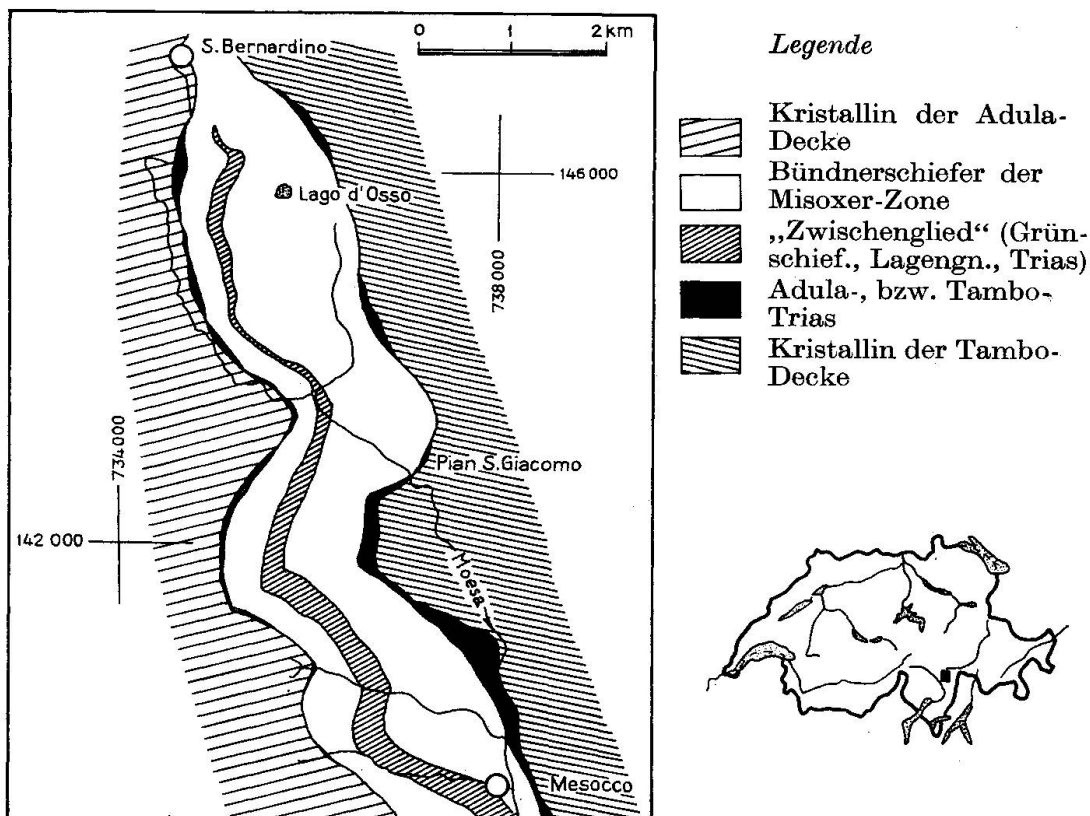 S. Bernardino
0 1 2 km
146 000
Lago d'Osso
738 000
734 000
Pian S. Giacomo
142 000
Moesa
Mesocco
Legende
Kristallin der Adula-
Decke
Bündnerschiefer der
Misoxer-Zone
„Zwischenglied“ (Grün-
schief., Lagengn., Trias)
Adula-, bzw. Tambo-
Trias
Kristallin der Tambo-
Decke